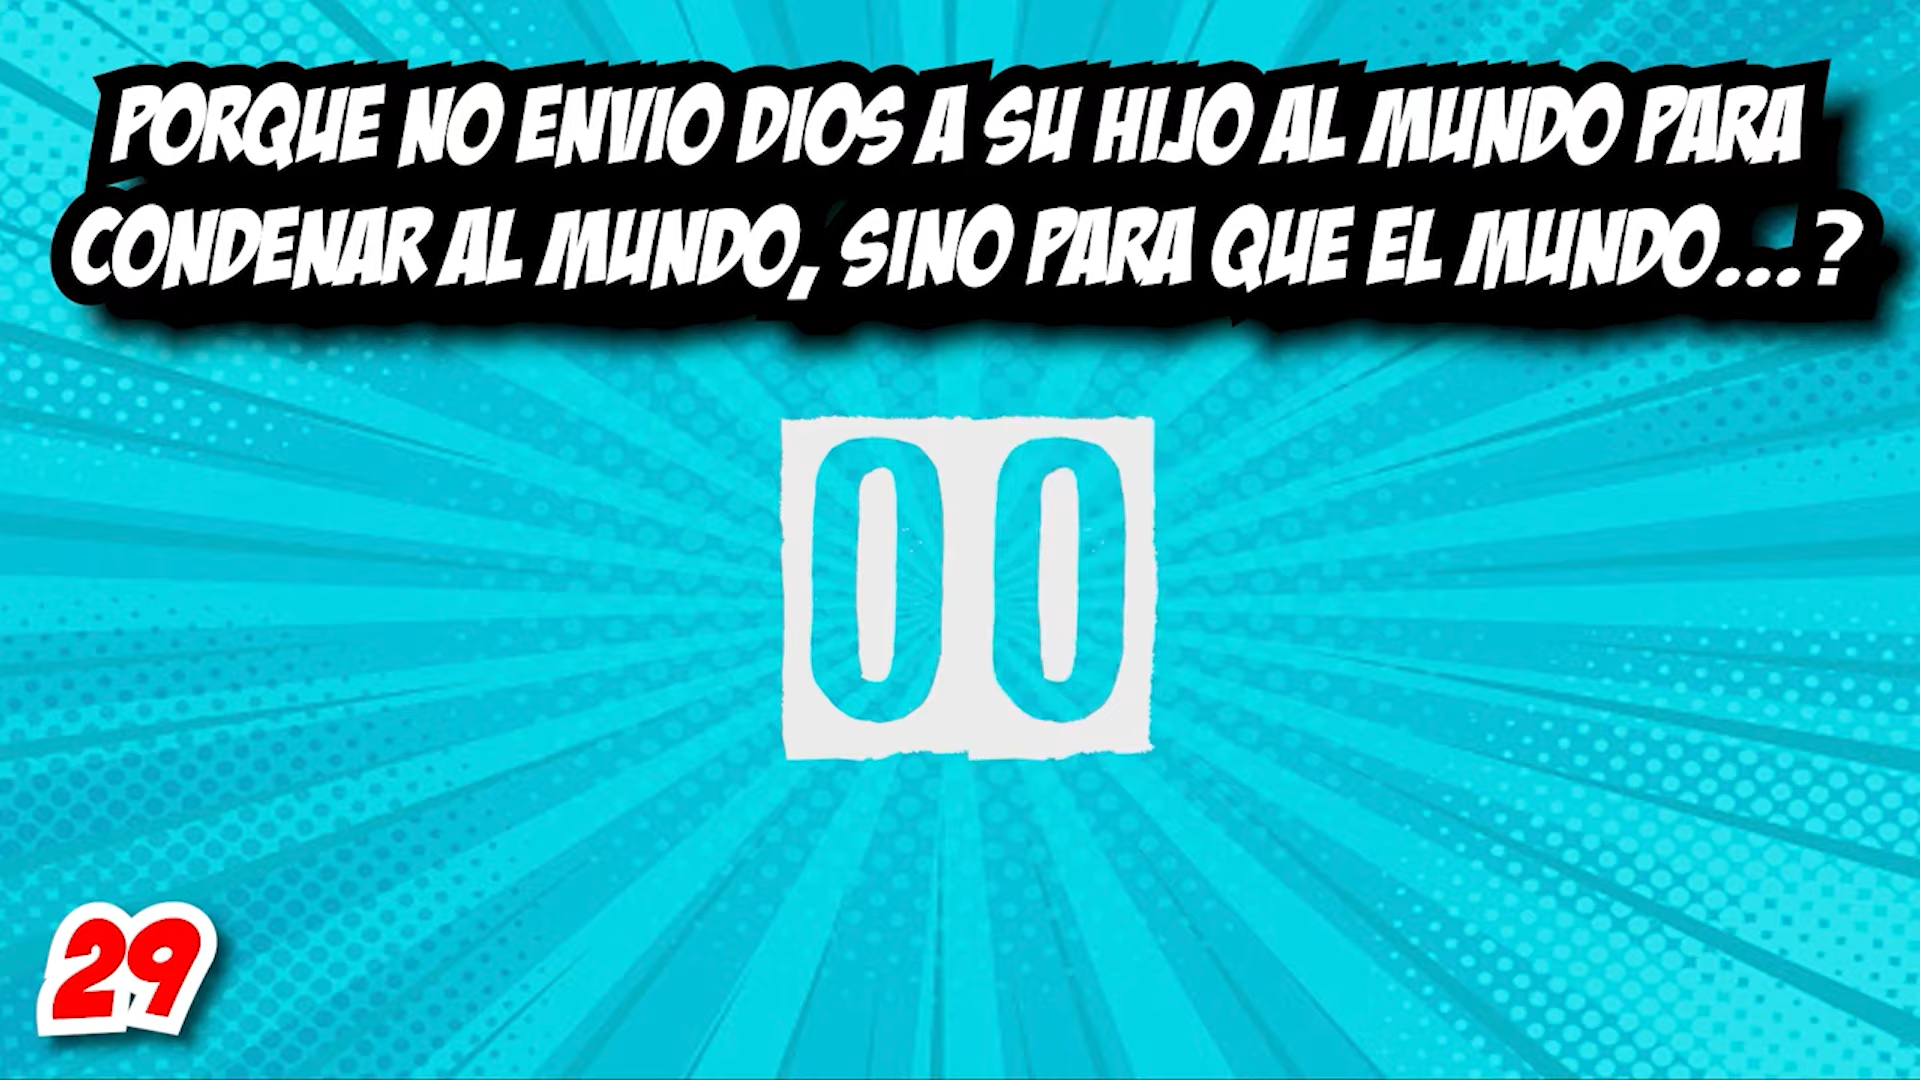 PORQUE NO ENVIO DIOS A SU HIJO AL MUNDO PARA
CONDENAR AL MUNDO, SINO PARA QUE EL MUNDO...?
00
29